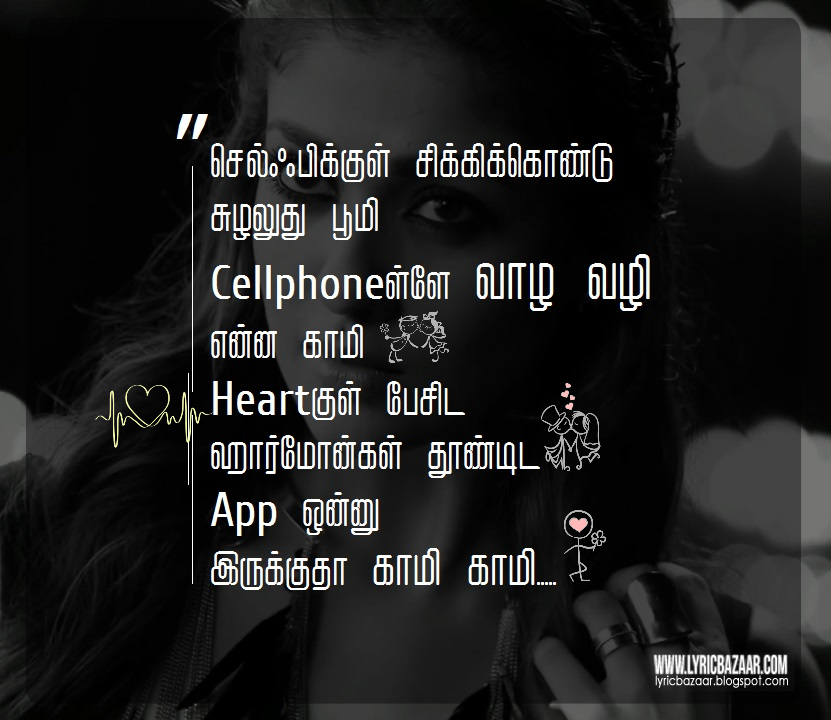 "
செல்ஃபிக்குள் சிக்கிக்கொண்டு
சுழலுது பூமி
Cellphoneள்ளே வாழ வழி
என்ன காமி
Heartகுள் பேசிட
ஹார்மோன்கள் தூண்டிட
App ஒன்னு
இருக்குதா காமி காமி.....
WWW.LYRICBAZAAR.COM
lyricbazaar.blogspot.com